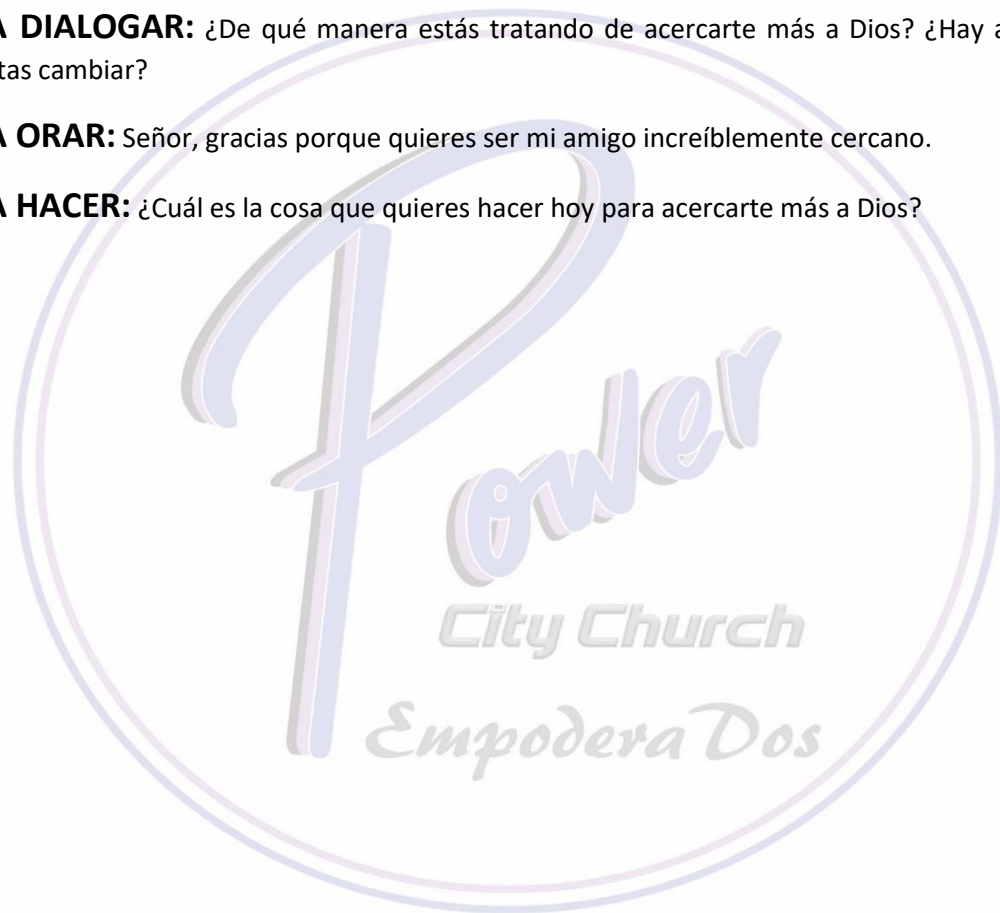 A DIALOGAR: ¿De qué manera estás tratando de acercarte más a Dios? ¿Hay a
tas cambiar?
A ORAR: Señor, gracias porque quieres ser mi amigo increíblemente cercano.
A HACER: ¿Cuál es la cosa que quieres hacer hoy para acercarte más a Dios?
Power
City Church
EmpoderaDos